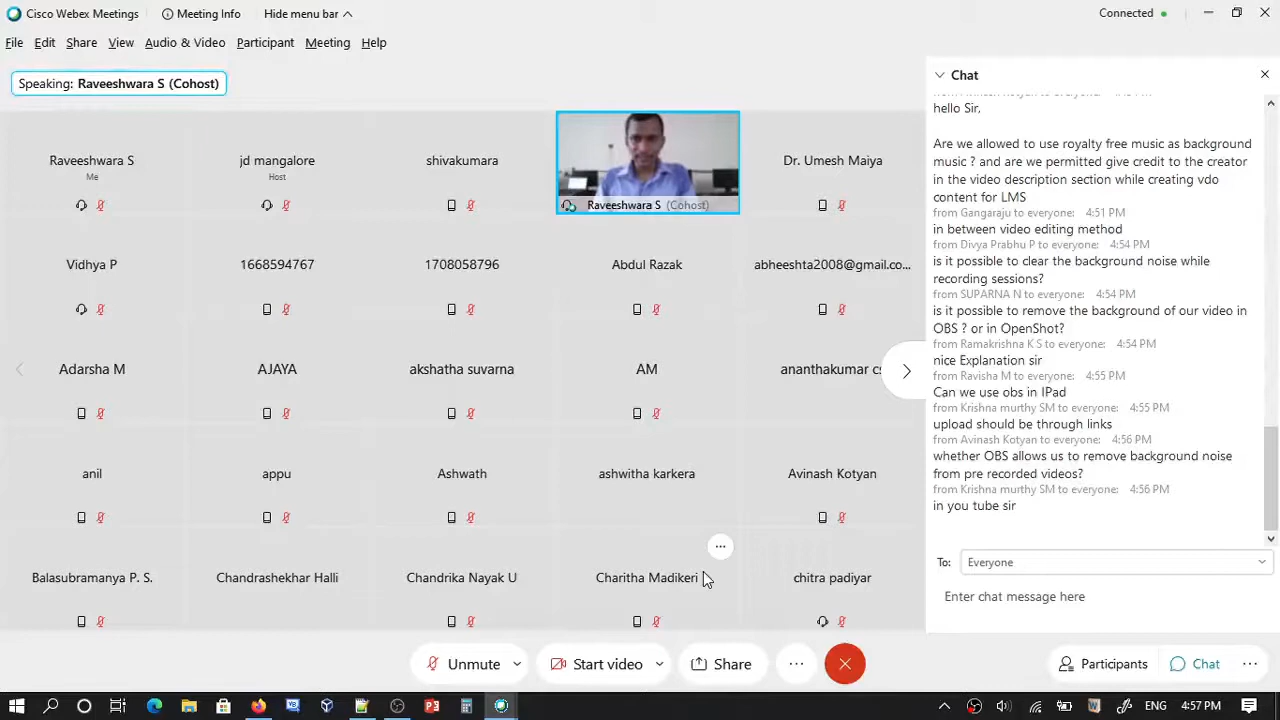 Cisco Webex Meetings
Meeting Info
Hide menu bar
Connected
File Edit Share View Audio & Video Participant Meeting Help
Speaking: Raveeshwara S (Cohost)
Raveeshwara S
Me
jd mangalore
Host
shivakumara
Raveeshwara S (Cohost)
Dr. Umesh Maiya
Vidhya P
1668594767
1708058796
Abdul Razak
abheeshta2008@gmail.co...
Adarsha M
AJAYA
akshatha suvarna
AM
ananthakumar
anil
appu
Ashwath
ashwitha karkera
Avinash Kotyan
Balasubramanya P. S.
Chandrashekhar Halli
Chandrika Nayak U
Charitha Madikeri
chitra padiyar
Chat
hello Sir,
Are we allowed to use royalty free music as background
music ? and are we permitted give credit to the creator
in the video description section while creating vdo
content for LMS
from Gangaraju to everyone: 4:51 PM
in between video editing method
from Divya Prabhu P to everyone: 4:54 PM
is it possible to clear the background noise while
recording sessions?
from SUPARNA N to everyone: 4:54 PM
is it possible to remove the background of our video in
OBS ? or in OpenShot?
from Ramakrishna K S to everyone: 4:54 PM
nice Explanation sir
from Ravisha M to everyone: 4:55 PM
Can we use obs in IPad
from Krishna murthy SM to everyone: 4:55 PM
upload should be through links
from Avinash Kotyan to everyone: 4:56 PM
whether OBS allows us to remove background noise
from pre recorded videos?
from Krishna murthy SM to everyone: 4:56 PM
in you tube sir
To: Everyone
Enter chat message here
Unmute
Start video
Share
Participants
Chat
ENG 4:57 PM